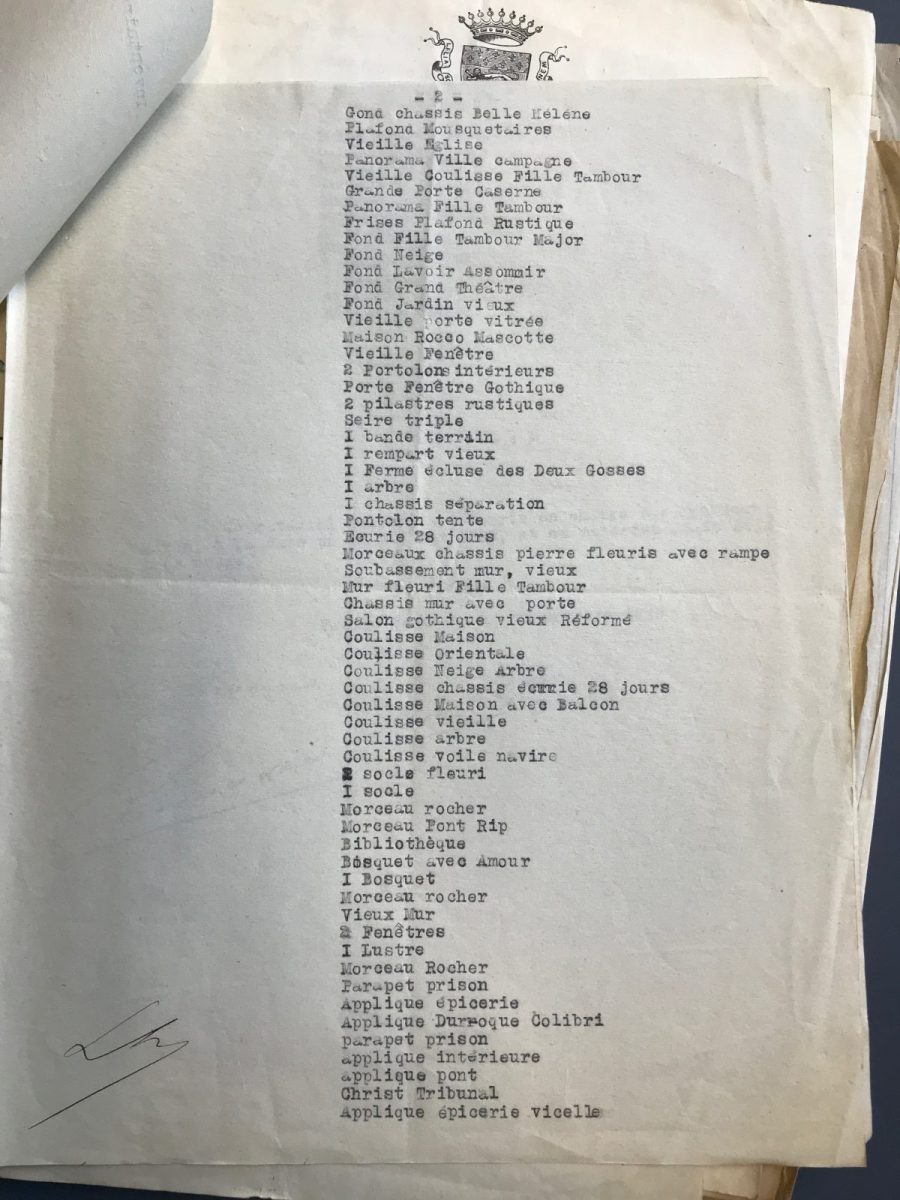 - 2 -
Gond chassis Belle Héléne
Plafond Mousquetaires
Vieille Eglise
Panorama Ville campagne
Vieille Coulisse Fille Tambour
Grande Porte Caserne
Panorama Fille Tambour
Frises Plafond Rustique
Fond Fille Tambour Major
Fond Neige
Fond Lavoir Assommir
Fond Grand Théâtre
Fond Jardin vieux
Vieille porte vitrée
Maison Rocco Mascotte
Vieille Fenêtre
2 Portolons intérieurs
Porte Fenêtre Gothique
2 pilastres rustiques
Seire triple
I bande terrain
I rempart vieux
I Ferme écluse des Deux Gosses
I arbre
I chassis séparation
Pontolon tente
Ecurie 28 jours
Morceaux chassis pierre fleuris avec rampe
Soubassement mur, vieux
Mur fleuri Fille Tambour
Chassis mur avec porte
Salon gothique vieux Réformé
Coulisse Maison
Coulisse Orientale
Coulisse Neige Arbre
Coulisse chassis écurie 28 jours
Coulisse Maison avec Balcon
Coulisse vieille
Coulisse arbre
Coulisse voile navire
2 socle fleuri
I socle
Morceau rocher
Morceau Pont Rip
Bibliothèque
Bosquet avec Amour
I Bosquet
Morceau rocher
Vieux Mur
2 Fenêtres
I Lustre
Morceau Rocher
Parapet prison
Applique épicerie
Applique Durroque Colibri
parapet prison
applique intérieure
applique pont
Christ Tribunal
Applique épicerie vicelle